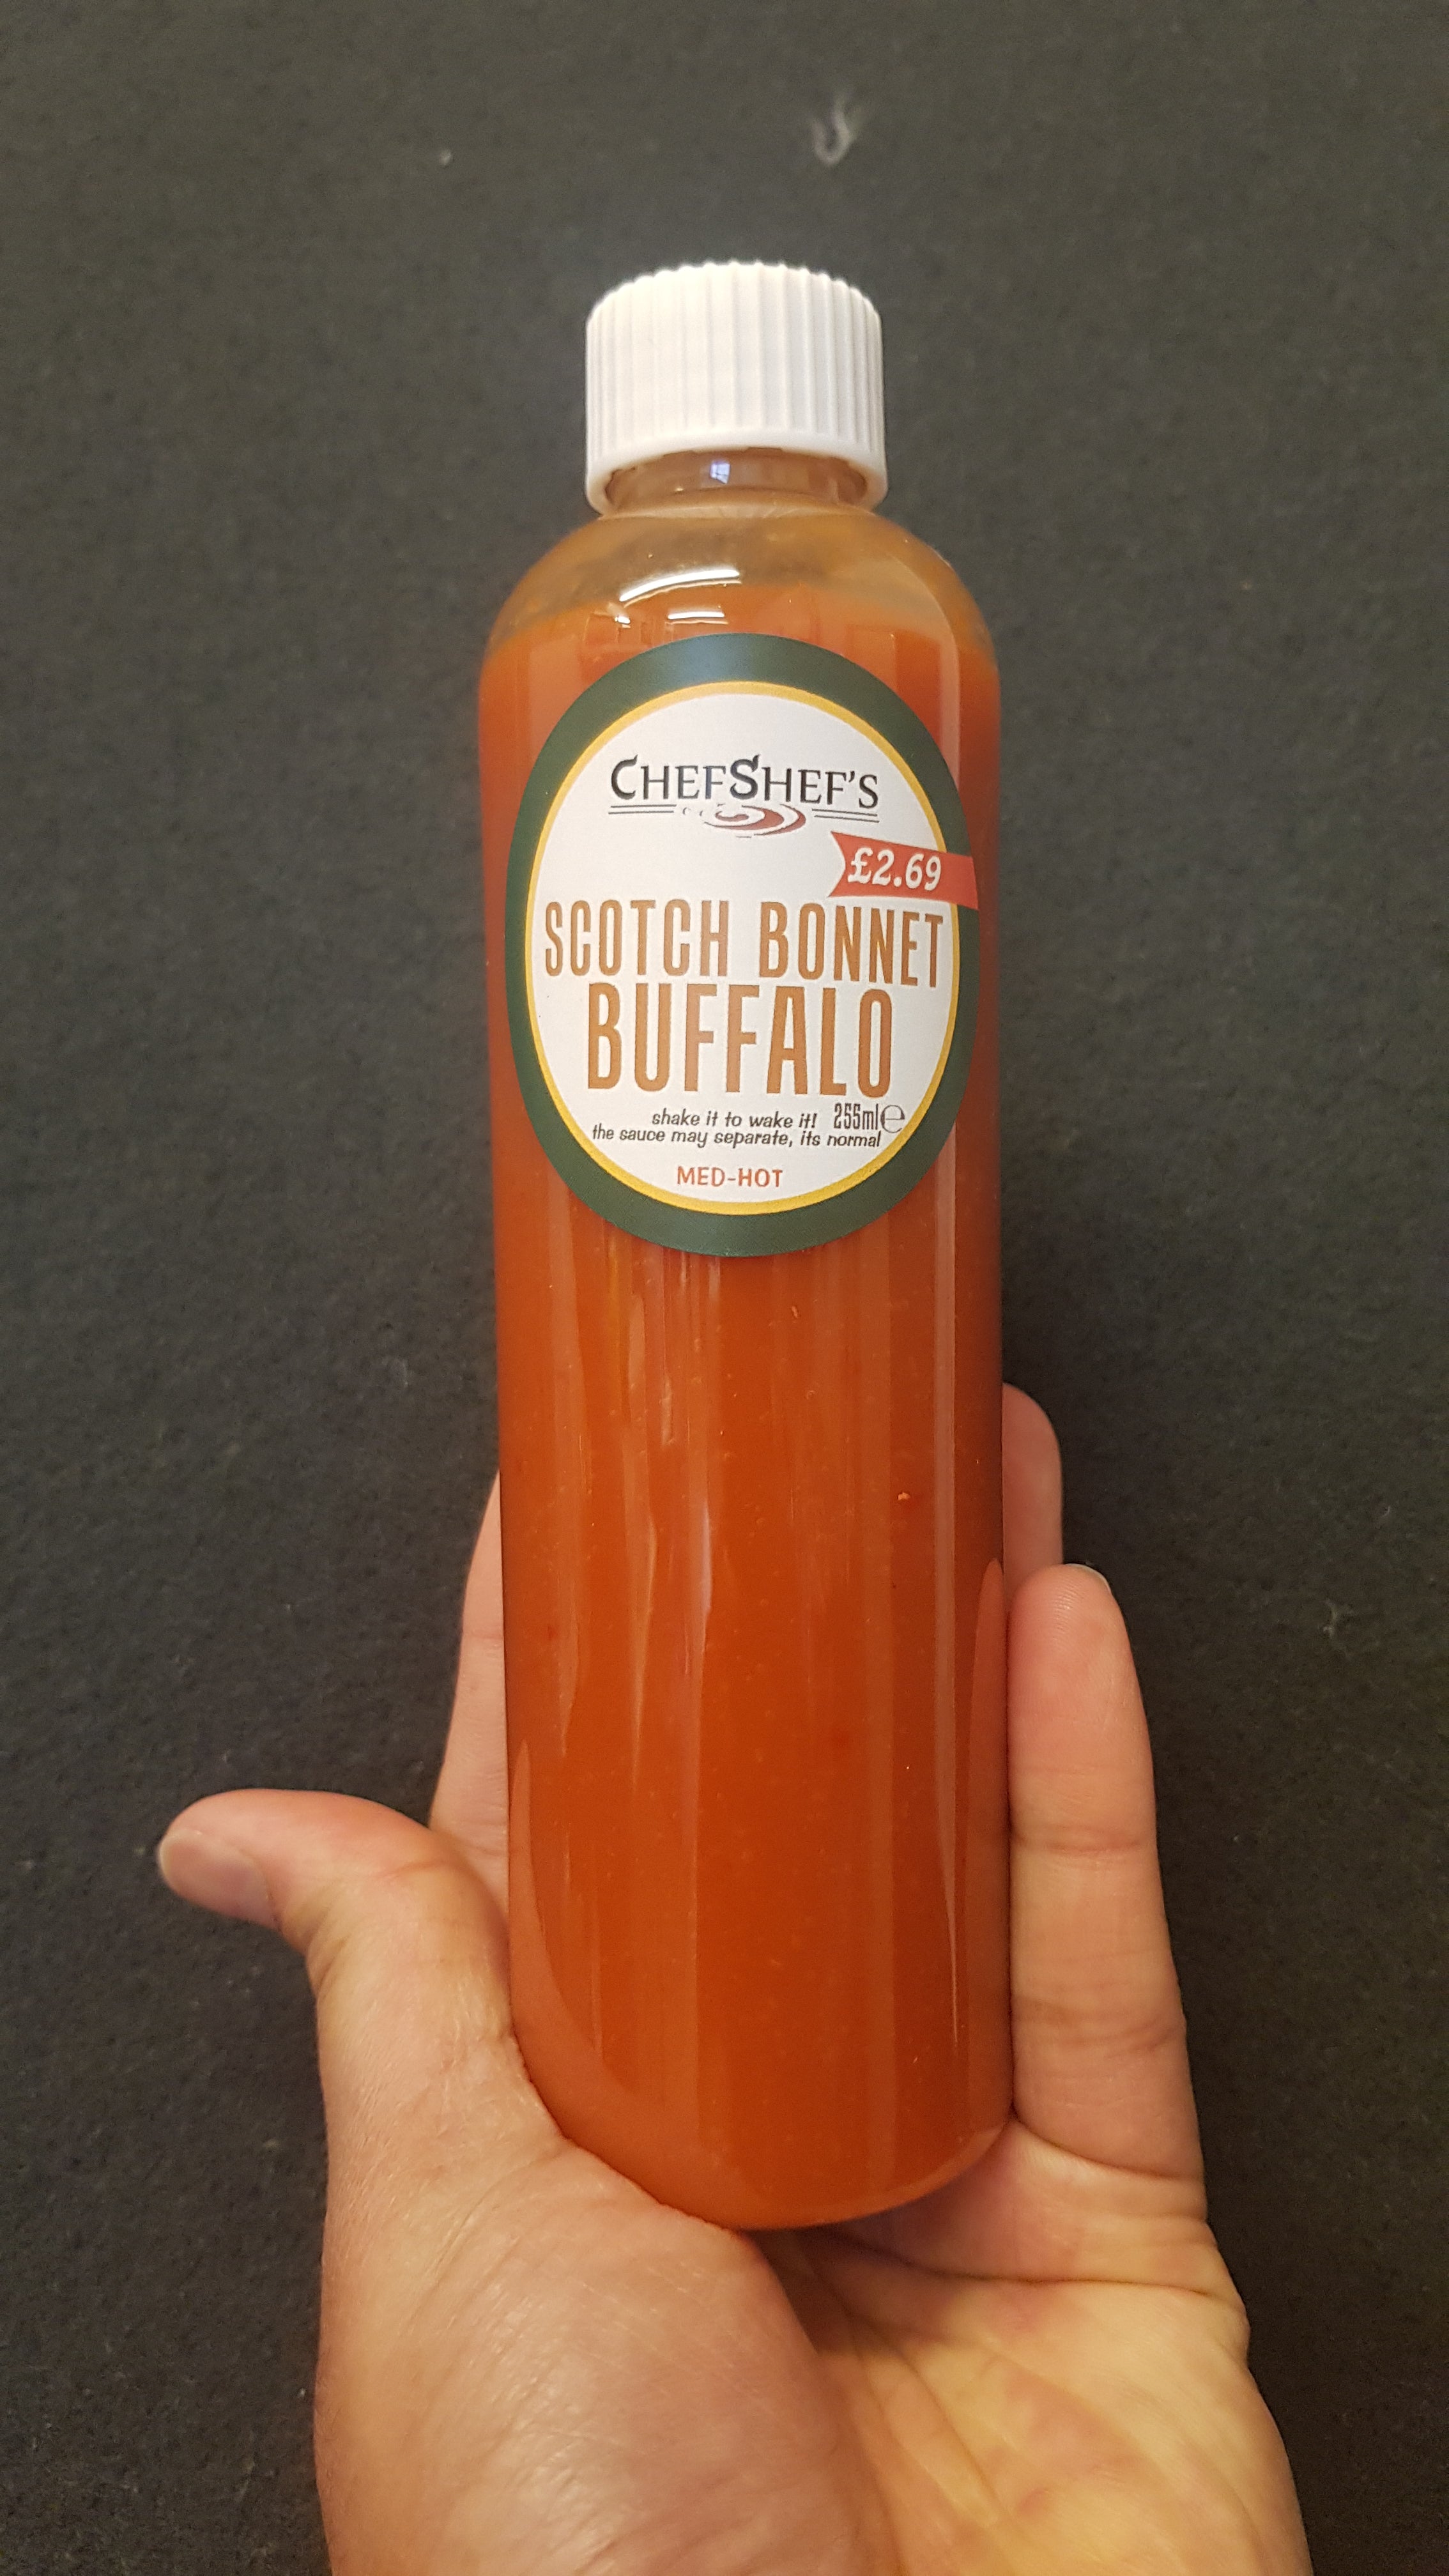 CHEFSHEF'S
£2.69
SCOTCH BONNET
BUFFALO
shake it to wake it! 255ml℮
the sauce may separate, its normal
MED-HOT